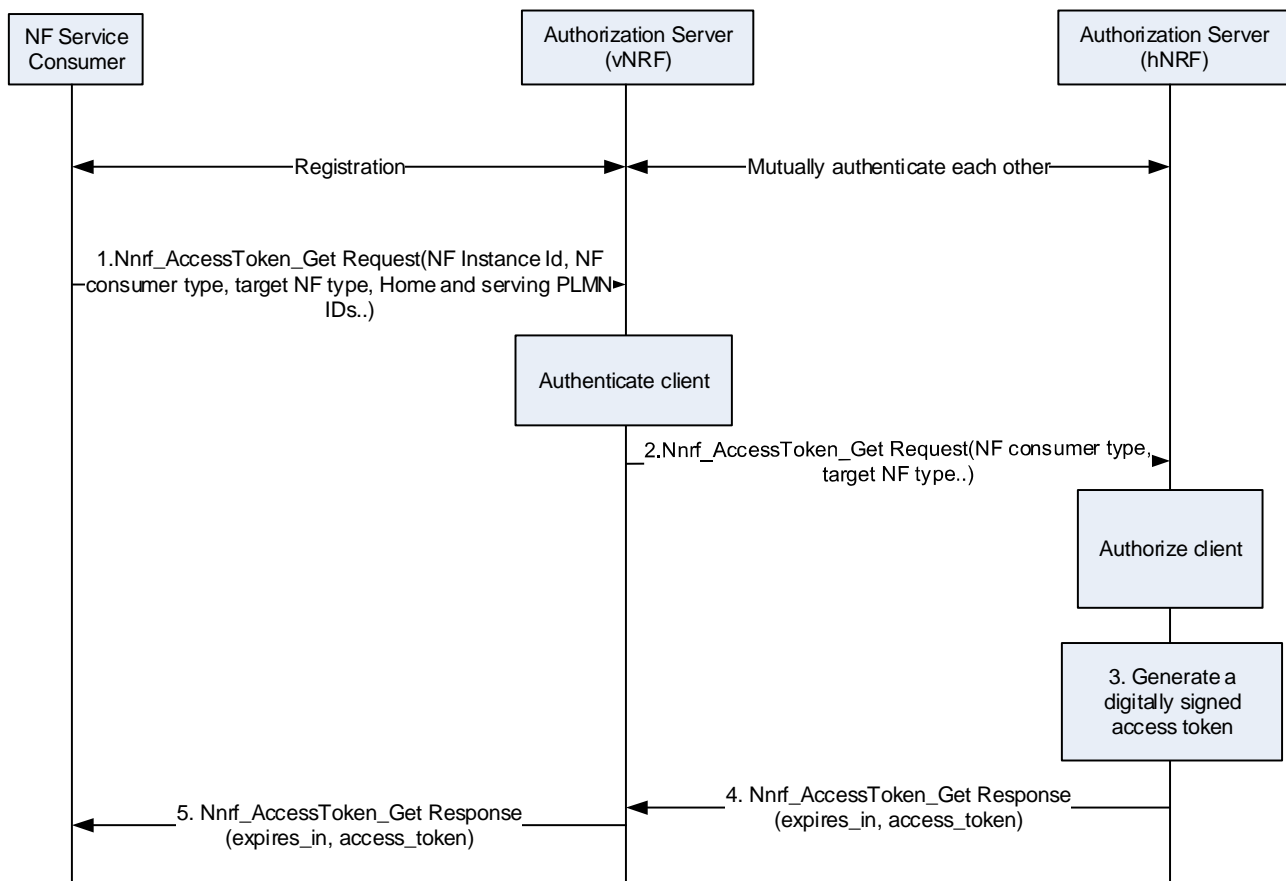 NF Service
Consumer
Authorization Server
(vNRF)
Authorization Server
(hNRF)
Registration
Mutually authenticate each other
1.Nnrf_AccessToken_Get Request(NF Instance Id, NF
consumer type, target NF type, Home and serving PLMN
IDs..)
Authenticate client
2.Nnrf_AccessToken_Get Request(NF consumer type,
target NF type..)
Authorize client
3. Generate a
digitally signed
access token
4. Nnrf_AccessToken_Get Response
(expires_in, access_token)
5. Nnrf_AccessToken_Get Response
(expires_in, access_token)